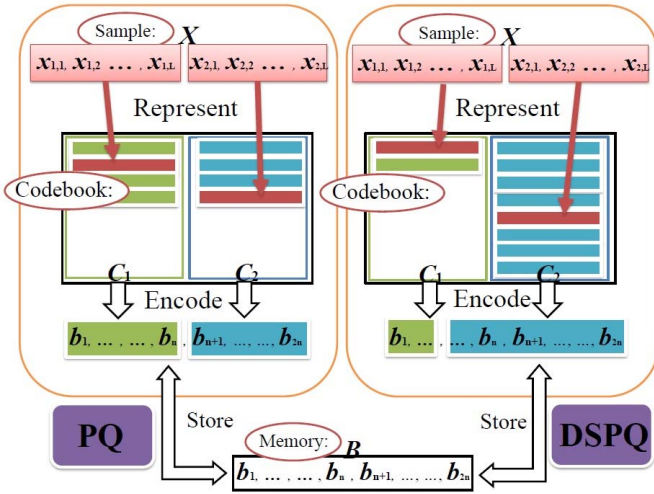 Sample: X
x1,1, x1,2 ... , x1,L
x2,1, x2,2 ... , x2,L
Represent
Codebook:
C1
C2
Encode
b1, ... , ..., bn , bn+1, ..., ..., b2n
PQ
Store
Sample: X
x1,1, x1,2 ... , x1,L
x2,1, x2,2 ... , x2,L
Represent
Codebook:
C1
C2
Encode
b1, ... , ..., bn , bn+1, ..., ..., b2n
Store
DSPQ
Memory: B
b1, ... , ..., bn , bn+1, ..., ..., b2n